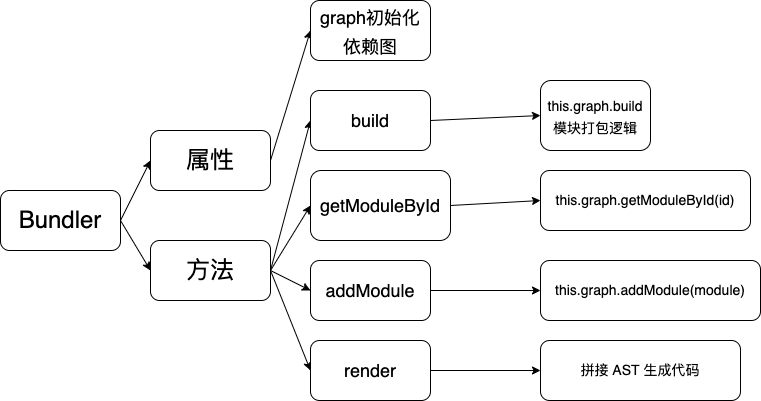 graph初始化
依赖图
build
this.graph.build
模块打包逻辑
属性
getModuleById
this.graph.getModuleById(id)
Bundler
方法
addModule
this.graph.addModule(module)
render
拼接 AST 生成代码